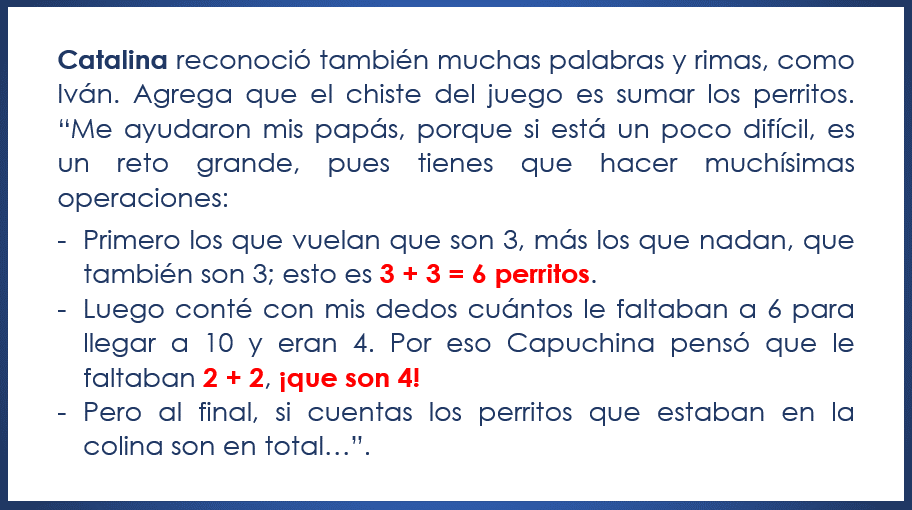 Catalina reconoció también muchas palabras y rimas, como
Iván. Agrega que el chiste del juego es sumar los perritos.
“Me ayudaron mis papás, porque si está un poco difícil, es
un reto grande, pues tienes que hacer muchísimas
operaciones:
- Primero los que vuelan que son 3, más los que nadan, que
también son 3; esto es 3 + 3 = 6 perritos.
- Luego conté con mis dedos cuántos le faltaban a 6 para
llegar a 10 y eran 4. Por eso Capuchina pensó que le
faltaban 2 + 2, ¡que son 4!
- Pero al final, si cuentas los perritos que estaban en la
colina son en total…”.